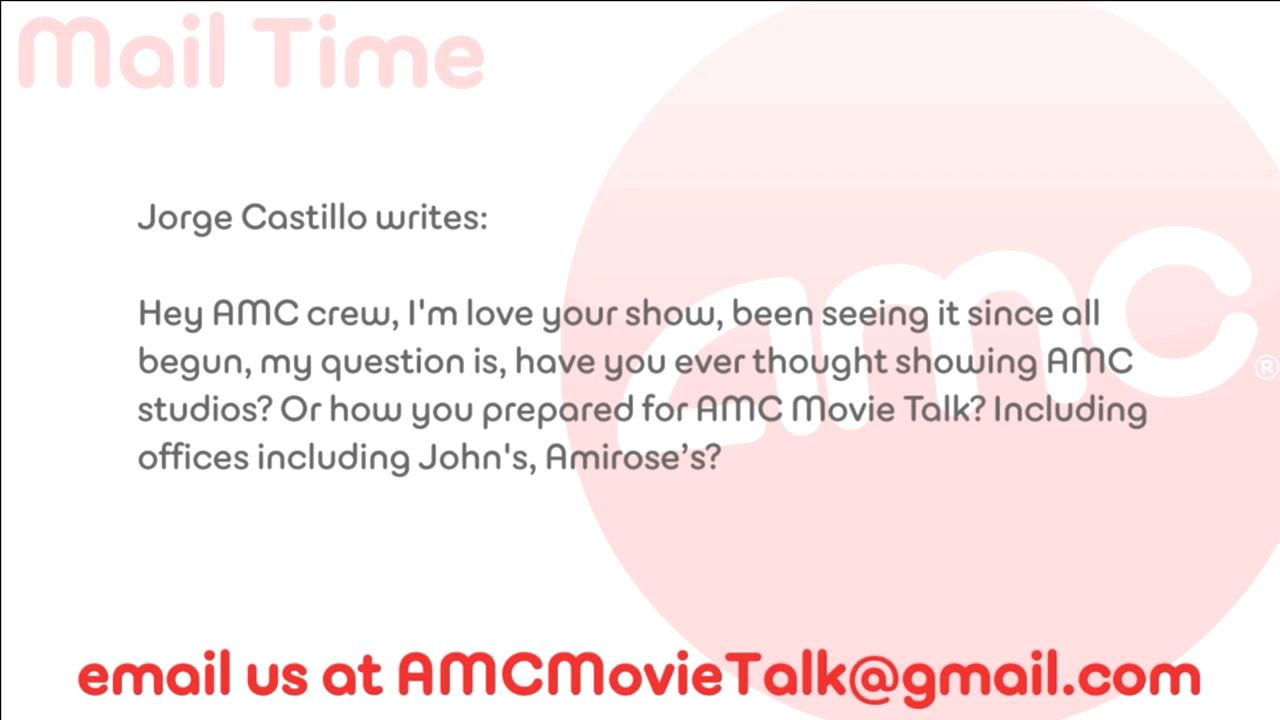 Mail Time
Jorge Castillo writes:
Hey AMC crew, I'm love your show, been seeing it since all
begun, my question is, have you ever thought showing AMC
studios? Or how you prepared for AMC Movie Talk? Including
offices including John's, Amirose’s?
amc®
email us at AMCMovieTalk@gmail.com